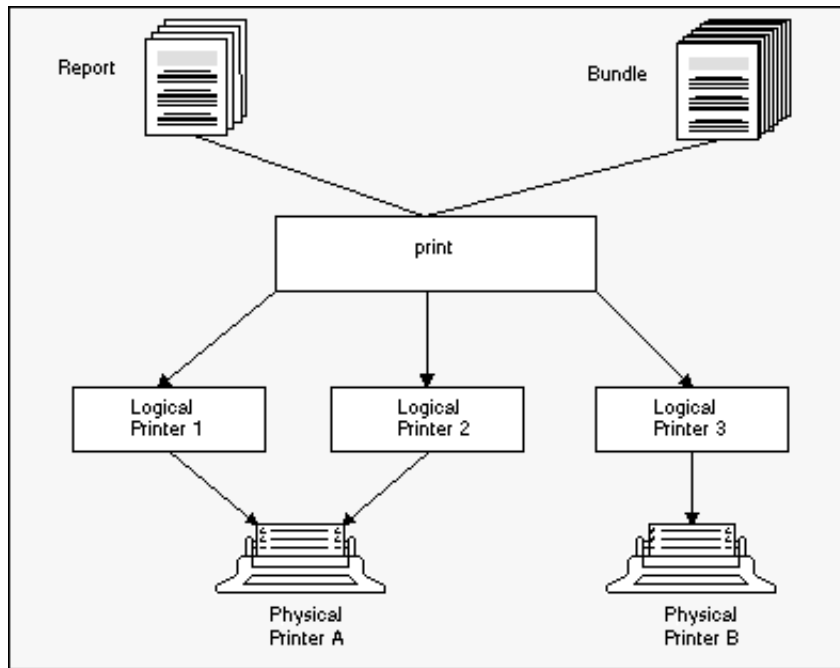 Report
Bundle
print
Logical
Printer 1
Logical
Printer 2
Logical
Printer 3
Physical
Printer A
Physical
Printer B